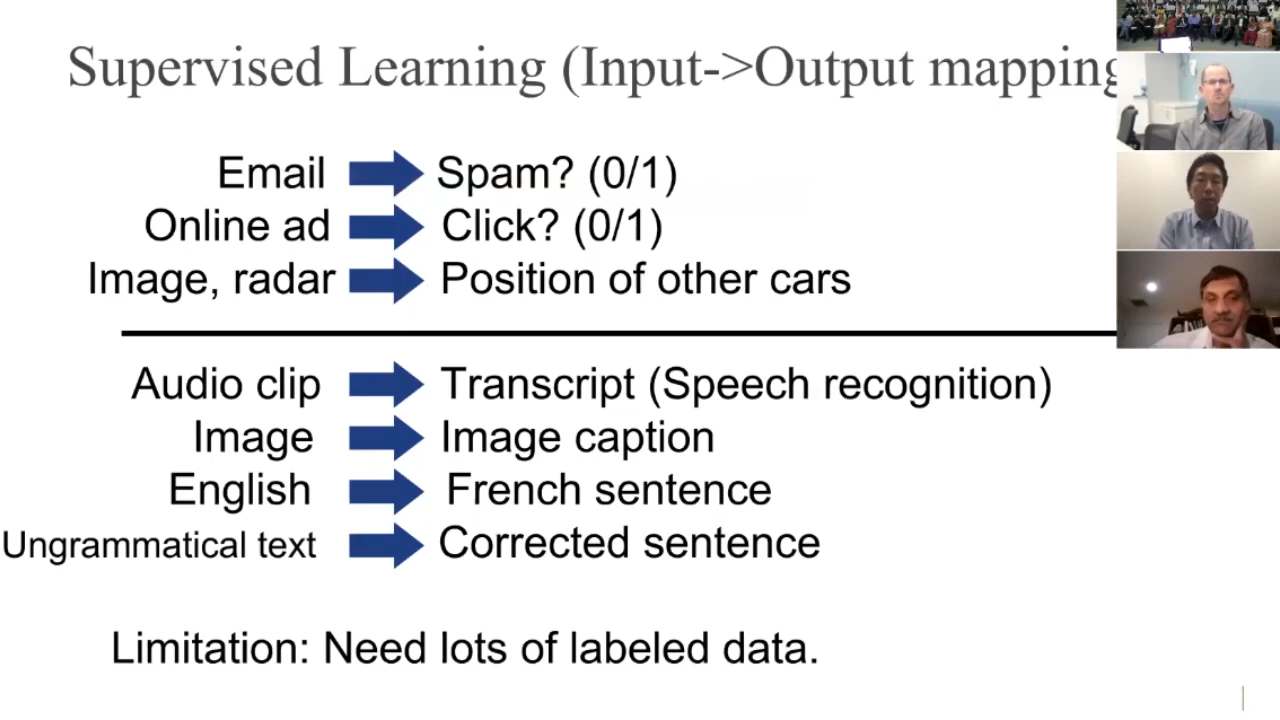 Supervised Learning (Input->Output mapping
Email Spam? (0/1)
Online ad Click? (0/1)
Image, radar Position of other cars
Audio clip Transcript (Speech recognition)
Image Image caption
English French sentence
Ungrammatical text Corrected sentence
Limitation: Need lots of labeled data.